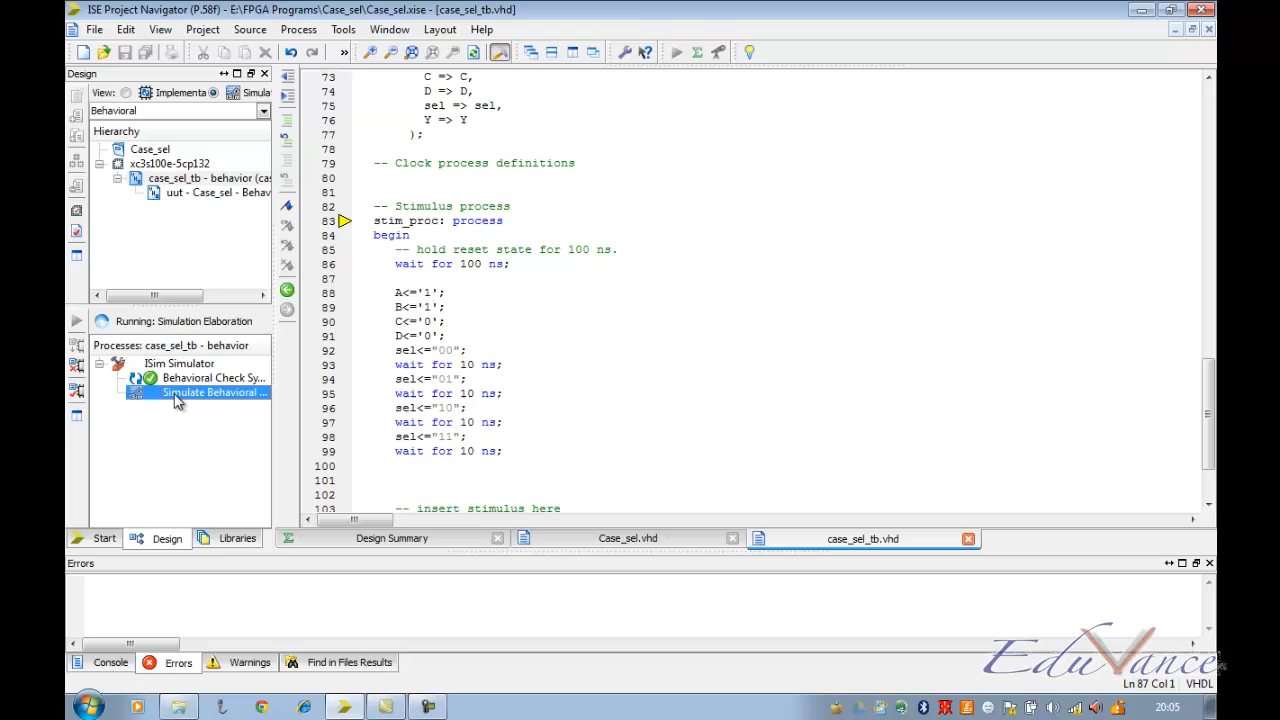 ISE Project Navigator (P.58f) - E:\FPGA Programs\Case_sel\Case_sel.xise - [case_sel_tb.vhd]
File Edit View Project Source Process Tools Window Layout Help
Design
View: Implementa Simula
Behavioral
Hierarchy
Case_sel
xc3s100e-5cp132
case_sel_tb - behavior (ca
uut - Case_sel - Behav
Running: Simulation Elaboration
Processes: case_sel_tb - behavior
ISim Simulator
Behavioral Check Sy...
Simulate Behavioral ...
73 C => C,
74 D => D,
75 sel => sel,
76 Y => Y
77 );
78
79 -- Clock process definitions
80
81
82 -- Stimulus process
83 stim_proc: process
84 begin
85 -- hold reset state for 100 ns.
86 wait for 100 ns;
87
88 A<='1';
89 B<='1';
90 C<='0';
91 D<='0';
92 sel<="00";
93 wait for 10 ns;
94 sel<="01";
95 wait for 10 ns;
96 sel<="10";
97 wait for 10 ns;
98 sel<="11";
99 wait for 10 ns;
100
101
102
103 -- insert stimulus here
Start Design Libraries
Design Summary Case_sel.vhd case_sel_tb.vhd
Errors
Console Errors Warnings Find in Files Results
EduVance
Ln 87 Col 1 VHDL
20:05